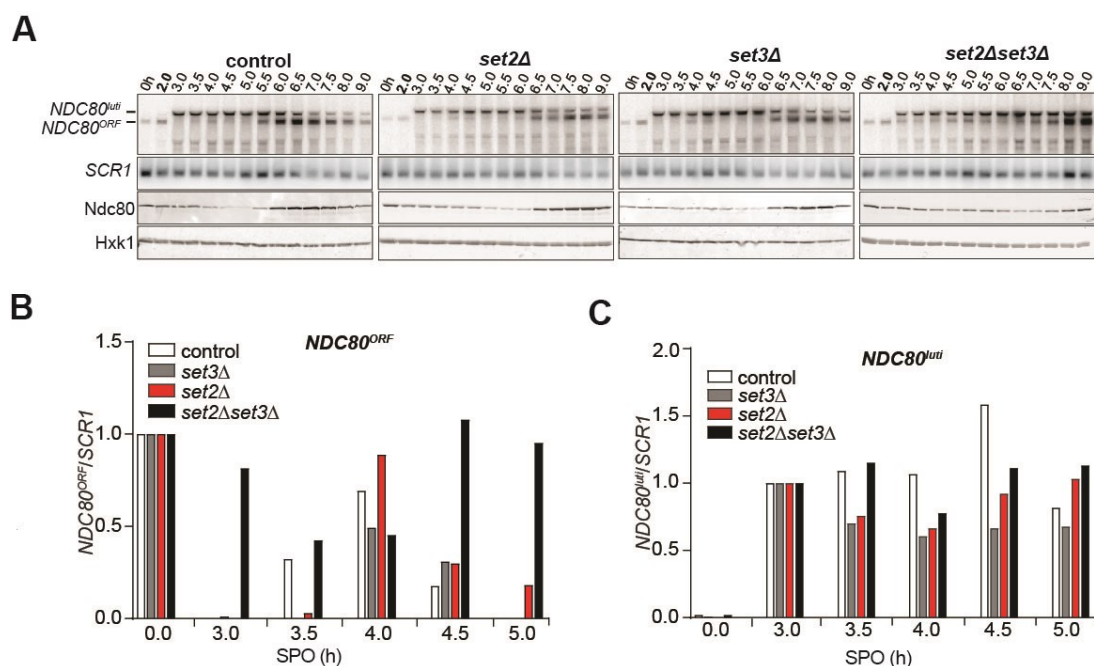 A
control set2Δ set3Δ set2Δset3Δ
0h 2.0 3.0 3.5 4.0 4.5 5.0 5.5 6.0 6.5 7.0 7.5 8.0 9.0 0h 2.0 3.0 3.5 4.0 4.5 5.0 5.5 6.0 6.5 7.0 7.5 8.0 9.0 0h 2.0 3.0 3.5 4.0 4.5 5.0 5.5 6.0 6.5 7.0 7.5 8.0 9.0 0h 2.0 3.0 3.5 4.0 4.5 5.0 5.5 6.0 6.5 7.0 7.5 8.0 9.0
NDC80luti
NDC80ORF
SCR1
Ndc80
Hxk1
B
NDC80ORF
control
set3Δ
set2Δ
set2Δset3Δ
NDC80ORF/SCR1
1.5
1.0
0.5
0.0
0.0 3.0 3.5 4.0 4.5 5.0
SPO (h)
C
NDC80luti
control
set3Δ
set2Δ
set2Δset3Δ
NDC80luti/SCR1
2.0
1.5
1.0
0.5
0.0
0.0 3.0 3.5 4.0 4.5 5.0
SPO (h)